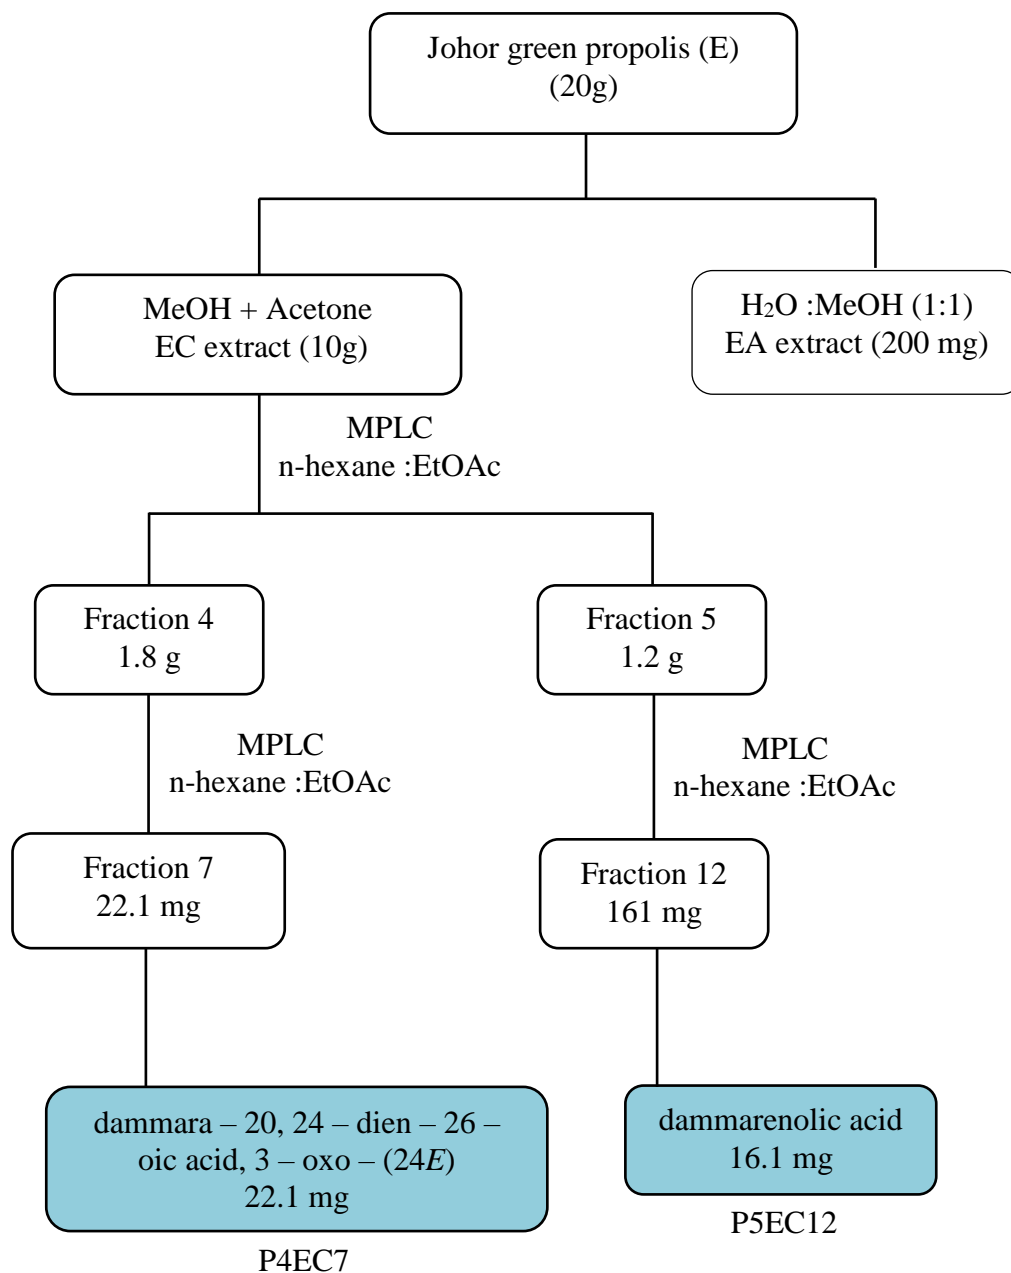 Johor green propolis (E)
(20g)
MeOH + Acetone
EC extract (10g)
H₂O :MeOH (1:1)
EA extract (200 mg)
MPLC
n-hexane :EtOAc
Fraction 4
1.8 g
Fraction 5
1.2 g
MPLC
n-hexane :EtOAc
MPLC
n-hexane :EtOAc
Fraction 7
22.1 mg
Fraction 12
161 mg
dammara – 20, 24 – dien – 26 –
oic acid, 3 – oxo – (24E)
22.1 mg
P4EC7
dammarenolic acid
16.1 mg
P5EC12